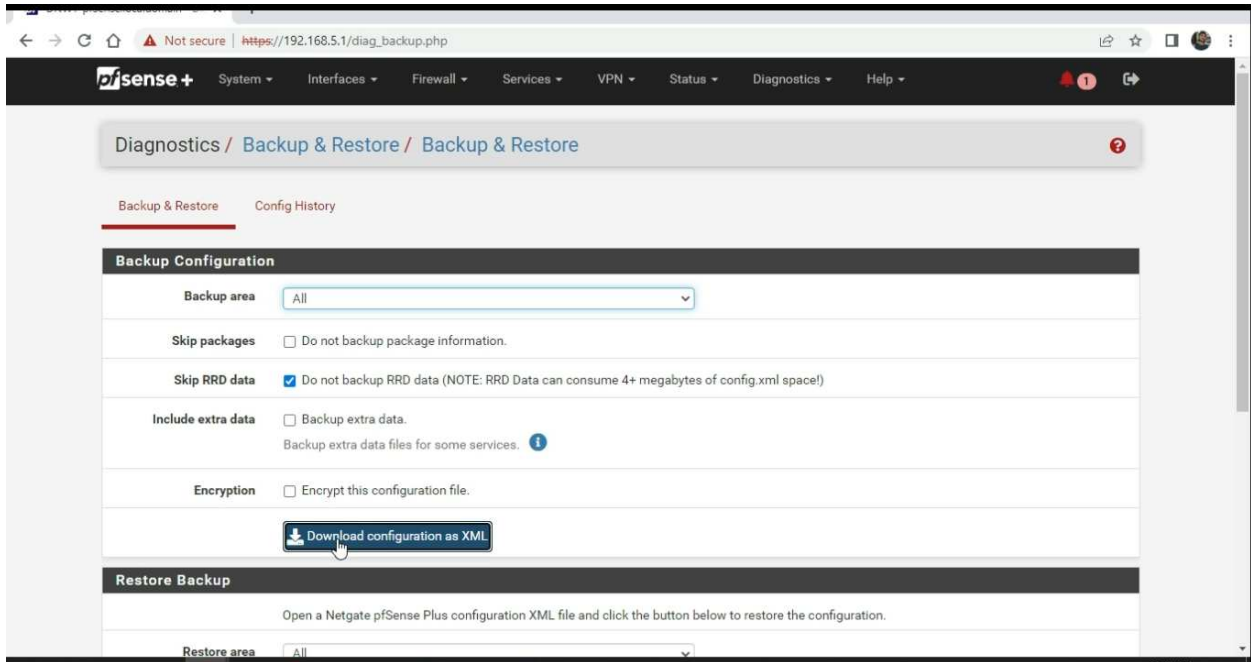 Not secure | https://192.168.5.1/diag_backup.php
pfsense + System Interfaces Firewall Services VPN Status Diagnostics Help 1
Diagnostics / Backup & Restore / Backup & Restore
Backup & Restore Config History
Backup Configuration
Backup area All
Skip packages Do not backup package information.
Skip RRD data Do not backup RRD data (NOTE: RRD Data can consume 4+ megabytes of config.xml space!)
Include extra data Backup extra data.
Backup extra data files for some services.
Encryption Encrypt this configuration file.
Download configuration as XML
Restore Backup
Open a Netgate pfSense Plus configuration XML file and click the button below to restore the configuration.
Restore area All